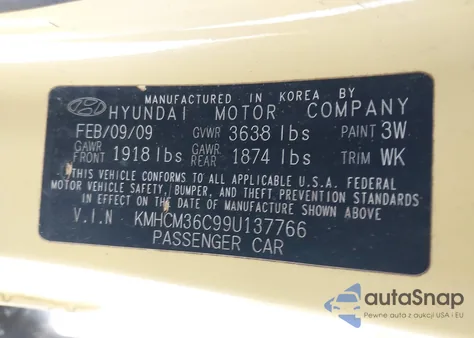 MANUFACTURED IN KOREA BY
HYUNDAI MOTOR COMPANY
FEB/09/09 GVWR 3638 lbs PAINT 3W
GAWR FRONT 1918 lbs GAWR REAR 1874 lbs TRIM WK
THIS VEHICLE CONFORMS TO ALL APPLICABLE U.S.A. FEDERAL
MOTOR VEHICLE SAFETY, BUMPER, AND THEFT PREVENTION STANDARDS
IN EFFECT ON THE DATE OF MANUFACTURE SHOWN ABOVE
V.I.N KMHCM36C99U137766
PASSENGER CAR
autoSnap
Pewne auta z aukcji USA i EU